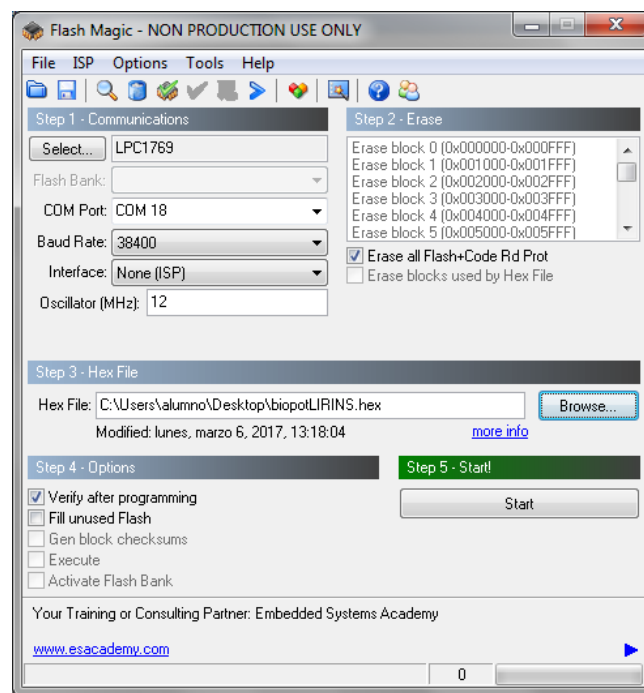 Flash Magic - NON PRODUCTION USE ONLY
File ISP Options Tools Help
Step 1 - Communications
Select... LPC1769
Flash Bank:
COM Port: COM 18
Baud Rate: 38400
Interface: None (ISP)
Oscillator (MHz): 12
Step 2 - Erase
Erase block 0 (0x000000-0x000FFF)
Erase block 1 (0x001000-0x001FFF)
Erase block 2 (0x002000-0x002FFF)
Erase block 3 (0x003000-0x003FFF)
Erase block 4 (0x004000-0x004FFF)
Erase block 5 (0x005000-0x005FFF)
Erase all Flash+Code Rd Prot
Erase blocks used by Hex File
Step 3 - Hex File
Hex File: C:\Users\alumno\Desktop\biopotLIRINS.hex Browse...
Modified: lunes, marzo 6, 2017, 13:18:04 more info
Step 4 - Options
Verify after programming
Fill unused Flash
Gen block checksums
Execute
Activate Flash Bank
Step 5 - Start!
Start
Your Training or Consulting Partner: Embedded Systems Academy
www.esacademy.com
0